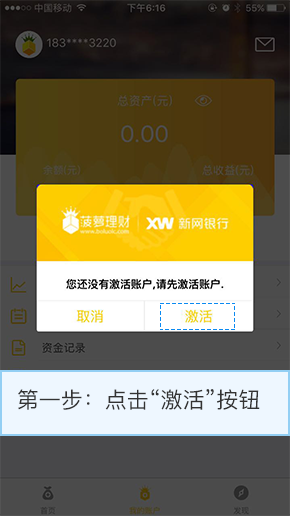 中国移动 下午6:16 55%
183****3220
总资产(元)
0.00
余额(元) 总收益(元)
菠萝理财 XW 新网银行
您还没有激活账户,请先激活账户.
取消 激活
资金记录
第一步：点击“激活”按钮
首页 我的账户 发现